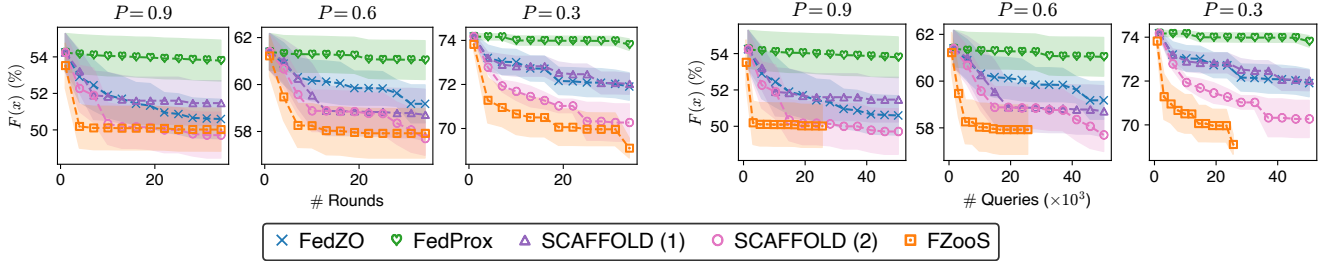 P = 0.9
P = 0.6
P = 0.3
F(x) (%)
54
52
50
0
20
62
60
58
0
20
74
72
70
0
20
# Rounds
P = 0.9
P = 0.6
P = 0.3
F(x) (%)
54
52
50
0
20
40
62
60
58
0
20
40
74
72
70
0
20
40
# Queries (×10³)
FedZO
FedProx
SCAFFOLD (1)
SCAFFOLD (2)
FZooS